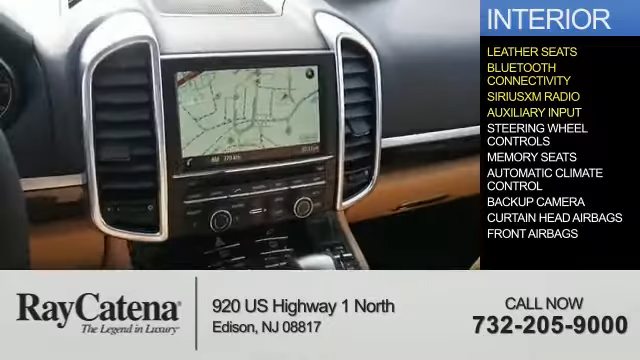 INTERIOR
LEATHER SEATS
BLUETOOTH
CONNECTIVITY
SIRIUSXM RADIO
AUXILIARY INPUT
STEERING WHEEL
CONTROLS
MEMORY SEATS
AUTOMATIC CLIMATE
CONTROL
BACKUP CAMERA
CURTAIN HEAD AIRBAGS
FRONT AIRBAGS
RayCatena®
The Legend in Luxury®
920 US Highway 1 North
Edison, NJ 08817
CALL NOW
732-205-9000